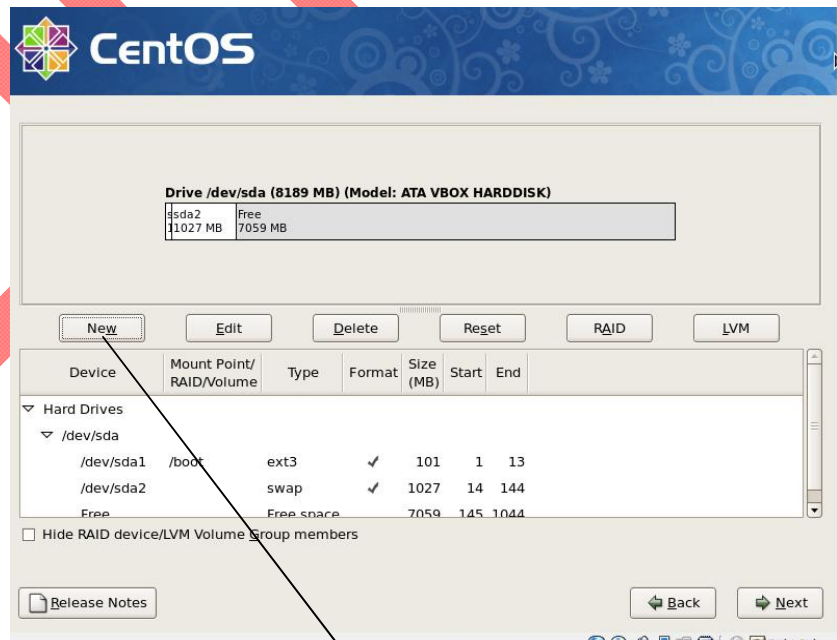 CentOS
Drive /dev/sda (8189 MB) (Model: ATA VBOX HARDDISK)
sda2 Free
1027 MB 7059 MB
New Edit Delete Reset RAID LVM
Device Mount Point/ RAID/Volume Type Format Size (MB) Start End
Hard Drives
/dev/sda
/dev/sda1 /boot ext3 101 1 13
/dev/sda2 swap 1027 14 144
Free Free space 7059 145 1044
Hide RAID device/LVM Volume Group members
Release Notes Back Next